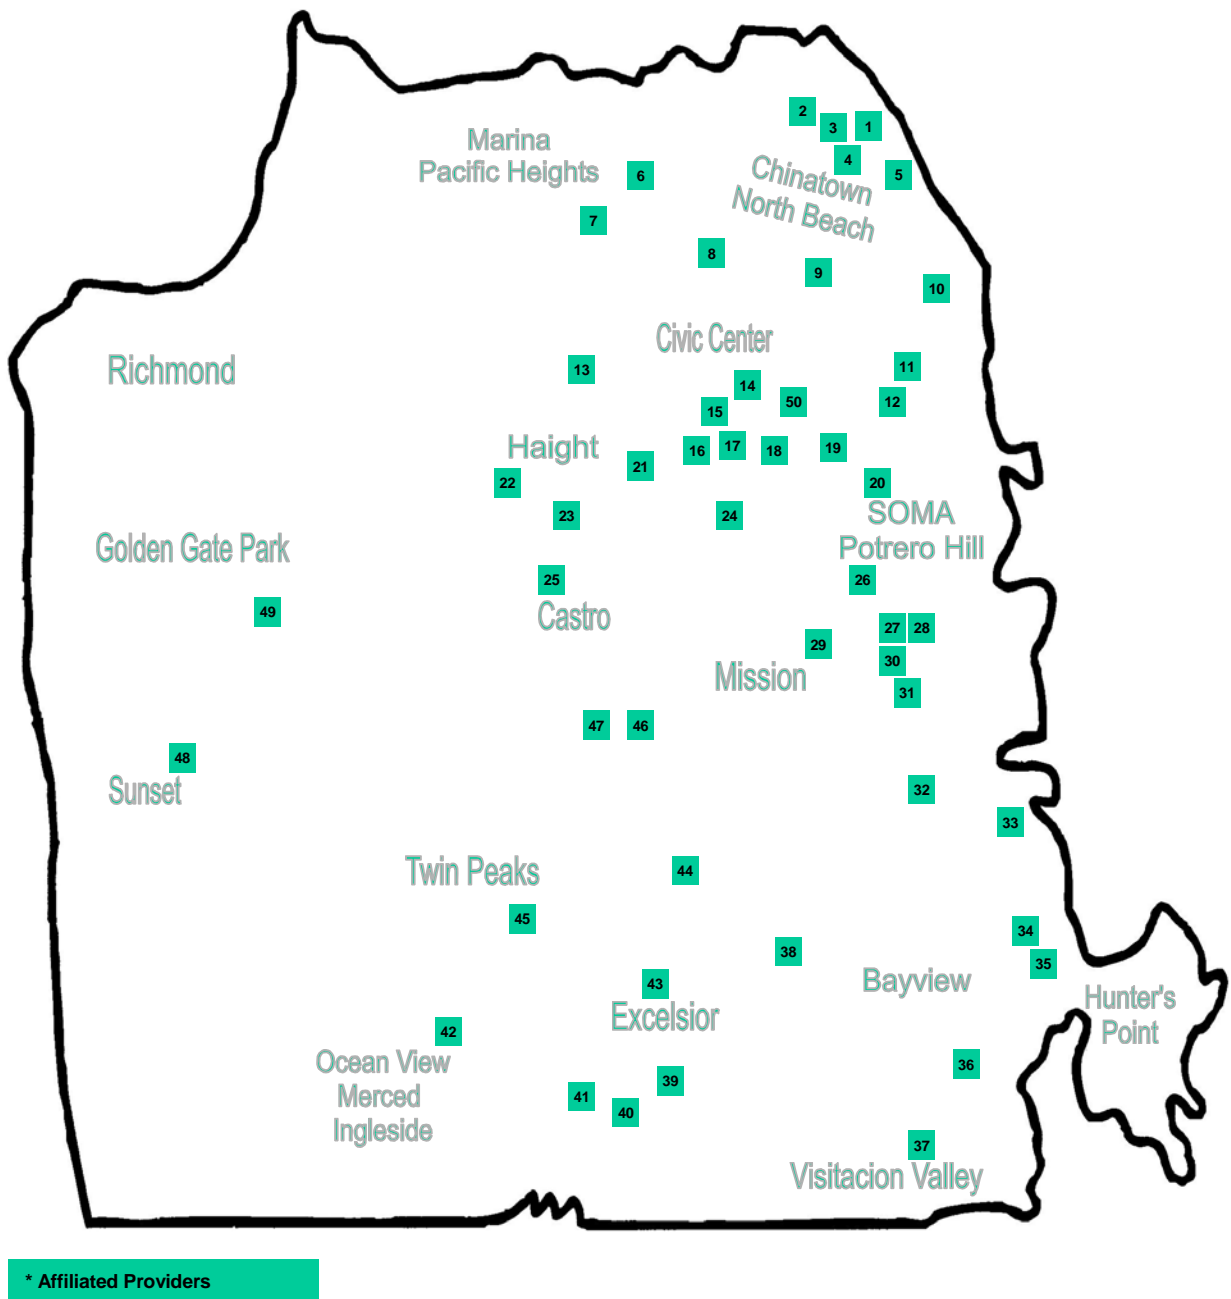 2
3
1
4
5
Marina
Pacific Heights
6
Chinatown
North Beach
7
8
9
10
Civic Center
Richmond
13
11
14
50
12
15
Haight
16
17
18
19
21
22
20
23
24
SOMA
Potrero Hill
Golden Gate Park
25
26
49
Castro
27
28
29
30
Mission
31
47
46
48
Sunset
32
33
Twin Peaks
44
45
34
38
35
43
Bayview
Hunter's
Point
Excelsior
42
Ocean View
Merced
Ingleside
36
39
41
40
37
Visitacion Valley
* Affiliated Providers